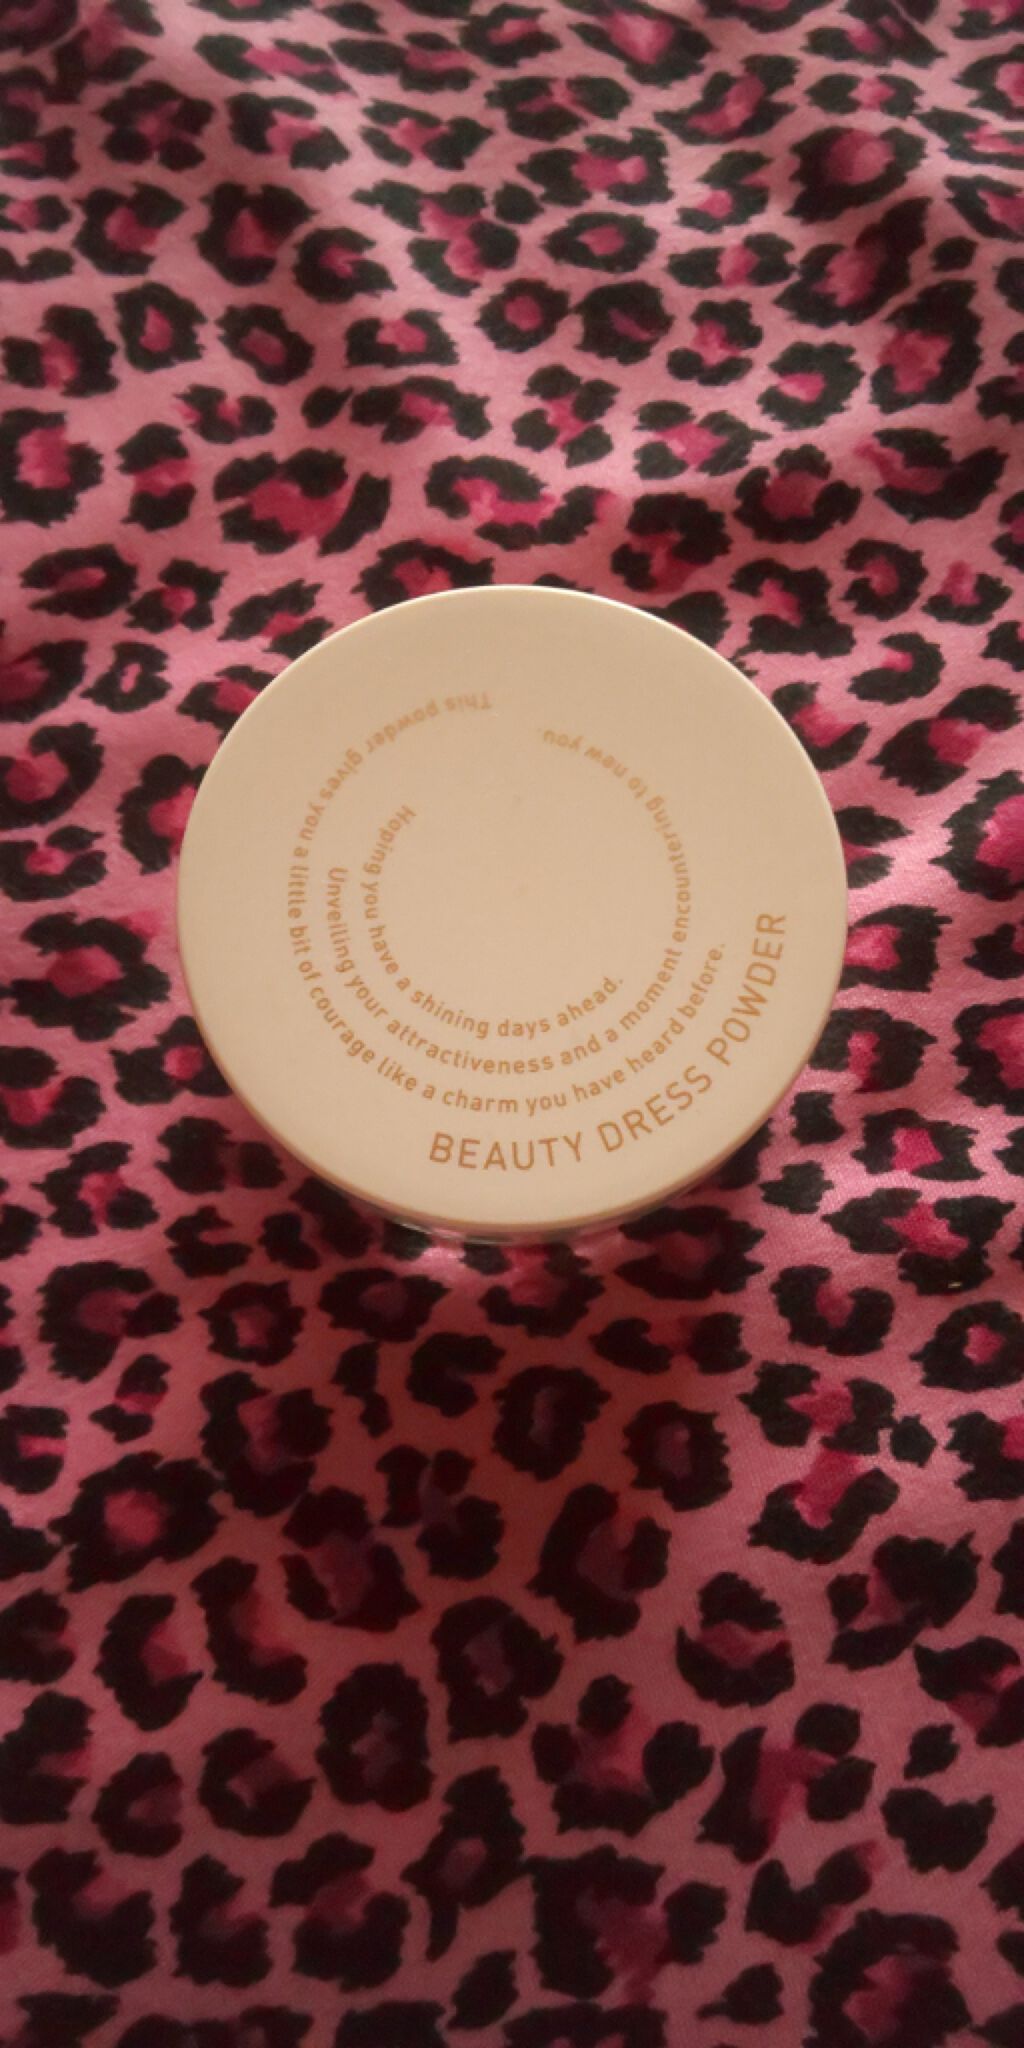 This powder gives you a little bit of courage like a charm you have heard before.
Unveiling your attractiveness and a moment encountering to new you.
Hoping you have a shining days ahead.
BEAUTY DRESS POWDER